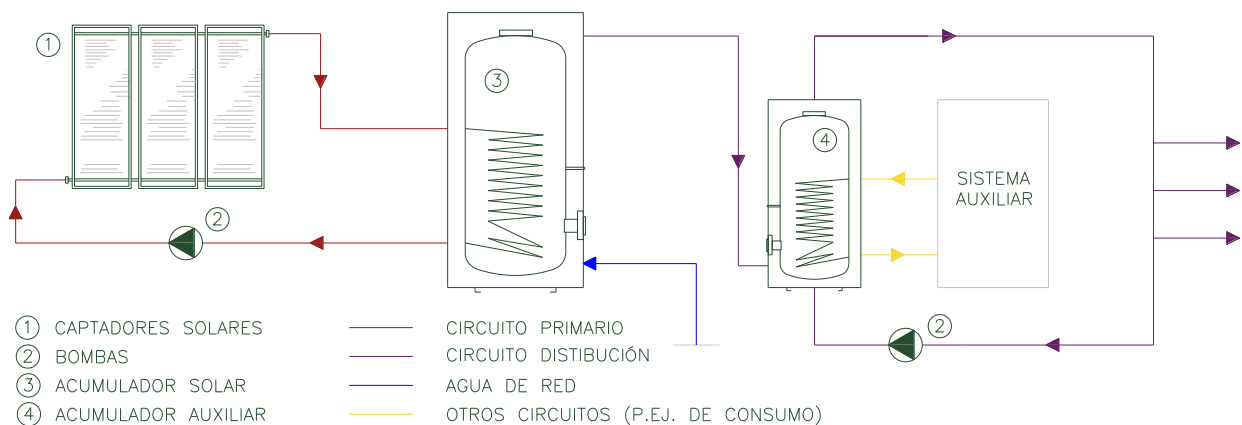 1
3
4
SISTEMA
AUXILIAR
2
2
1 CAPTADORES SOLARES
2 BOMBAS
3 ACUMULADOR SOLAR
4 ACUMULADOR AUXILIAR
CIRCUITO PRIMARIO
CIRCUITO DISTIBUCIÓN
AGUA DE RED
OTROS CIRCUITOS (P.EJ. DE CONSUMO)